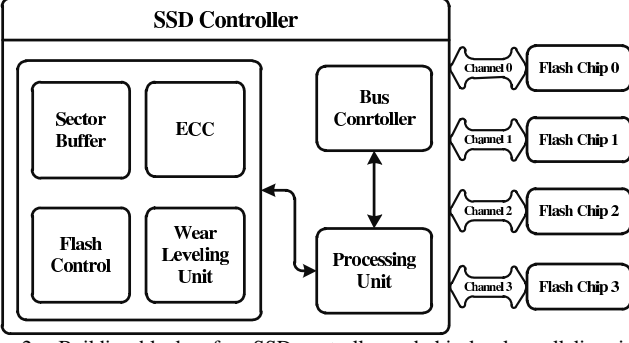 SSD Controller
Sector
Buffer
ECC
Flash
Control
Wear
Leveling
Unit
Bus
Conrtoller
Processing
Unit
Channel 0
Flash Chip 0
Channel 1
Flash Chip 1
Channel 2
Flash Chip 2
Channel 3
Flash Chip 3